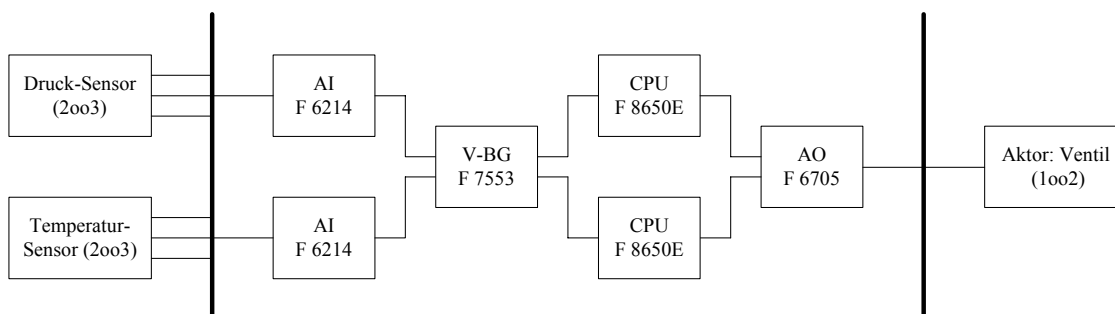 Druck-Sensor
(2oo3)
AI
F 6214
CPU
F 8650E
V-BG
F 7553
AO
F 6705
Aktor: Ventil
(1oo2)
Temperatur-
Sensor (2oo3)
AI
F 6214
CPU
F 8650E